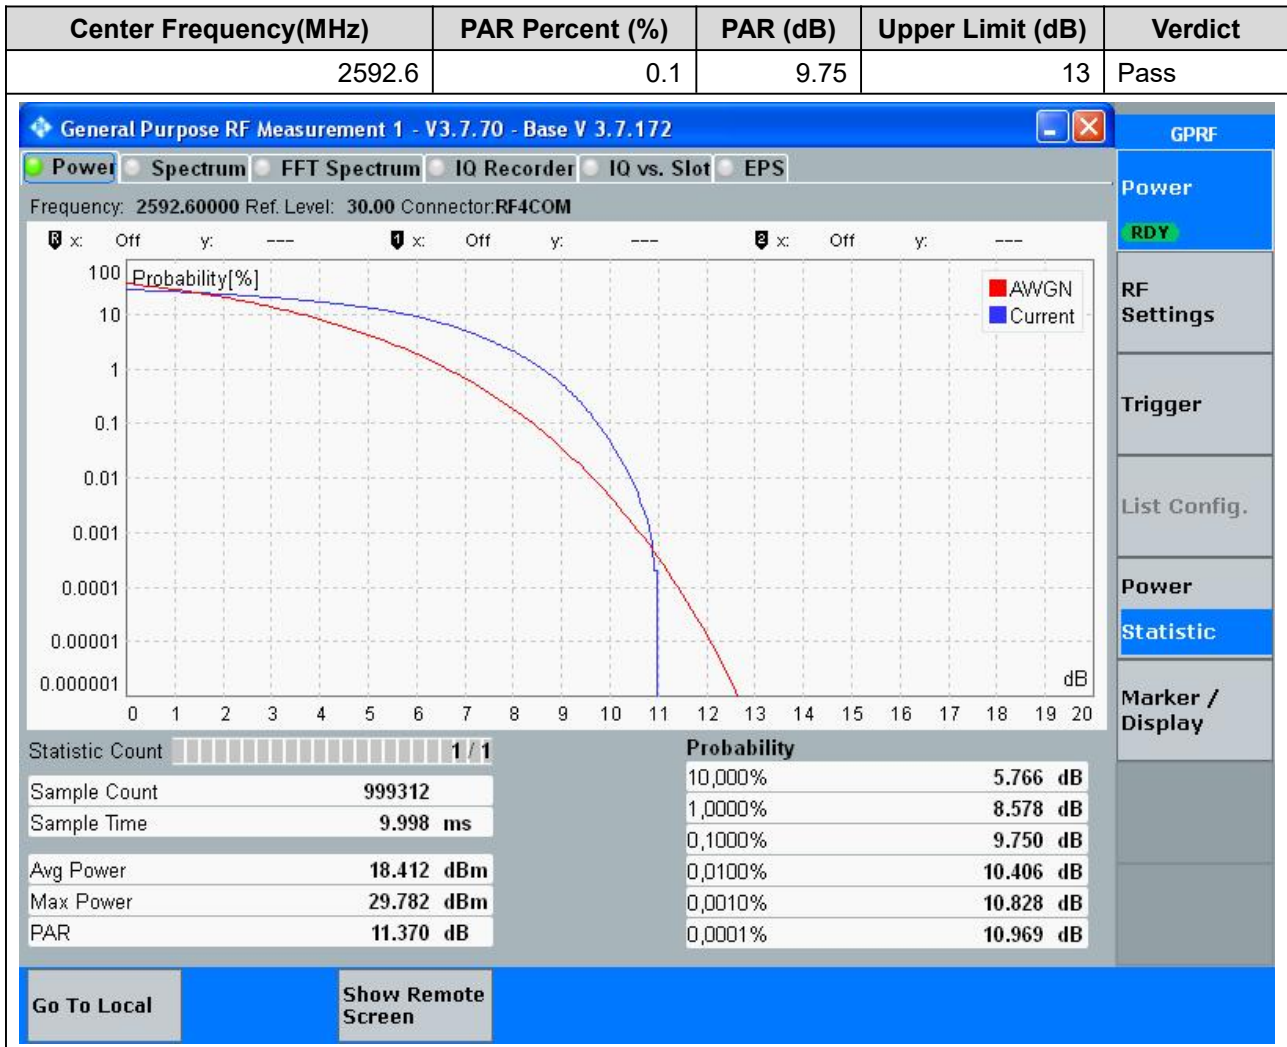 Center Frequency(MHz) PAR Percent (%) PAR (dB) Upper Limit (dB) Verdict
2592.6 0.1 9.75 13 Pass
General Purpose RF Measurement 1 - V3.7.70 - Base V 3.7.172
GPRF
Power Spectrum FFT Spectrum IQ Recorder IQ vs. Slot EPS
Frequency: 2592.60000 Ref. Level: 30.00 Connector:RF4COM
R x: Off y: --- 1 x: Off y: --- 2 x: Off y: ---
Probability[%]
100
10
1
0.1
0.01
0.001
0.0001
0.00001
0.000001
AWGN
Current
dB
0 1 2 3 4 5 6 7 8 9 10 11 12 13 14 15 16 17 18 19 20
Statistic Count 1 / 1
Sample Count 999312
Sample Time 9.998 ms
Avg Power 18.412 dBm
Max Power 29.782 dBm
PAR 11.370 dB
Probability
10,000% 5.766 dB
1,0000% 8.578 dB
0,1000% 9.750 dB
0,0100% 10.406 dB
0,0010% 10.828 dB
0,0001% 10.969 dB
Power
RDY
RF
Settings
Trigger
List Config.
Power
Statistic
Marker /
Display
Go To Local
Show Remote
Screen